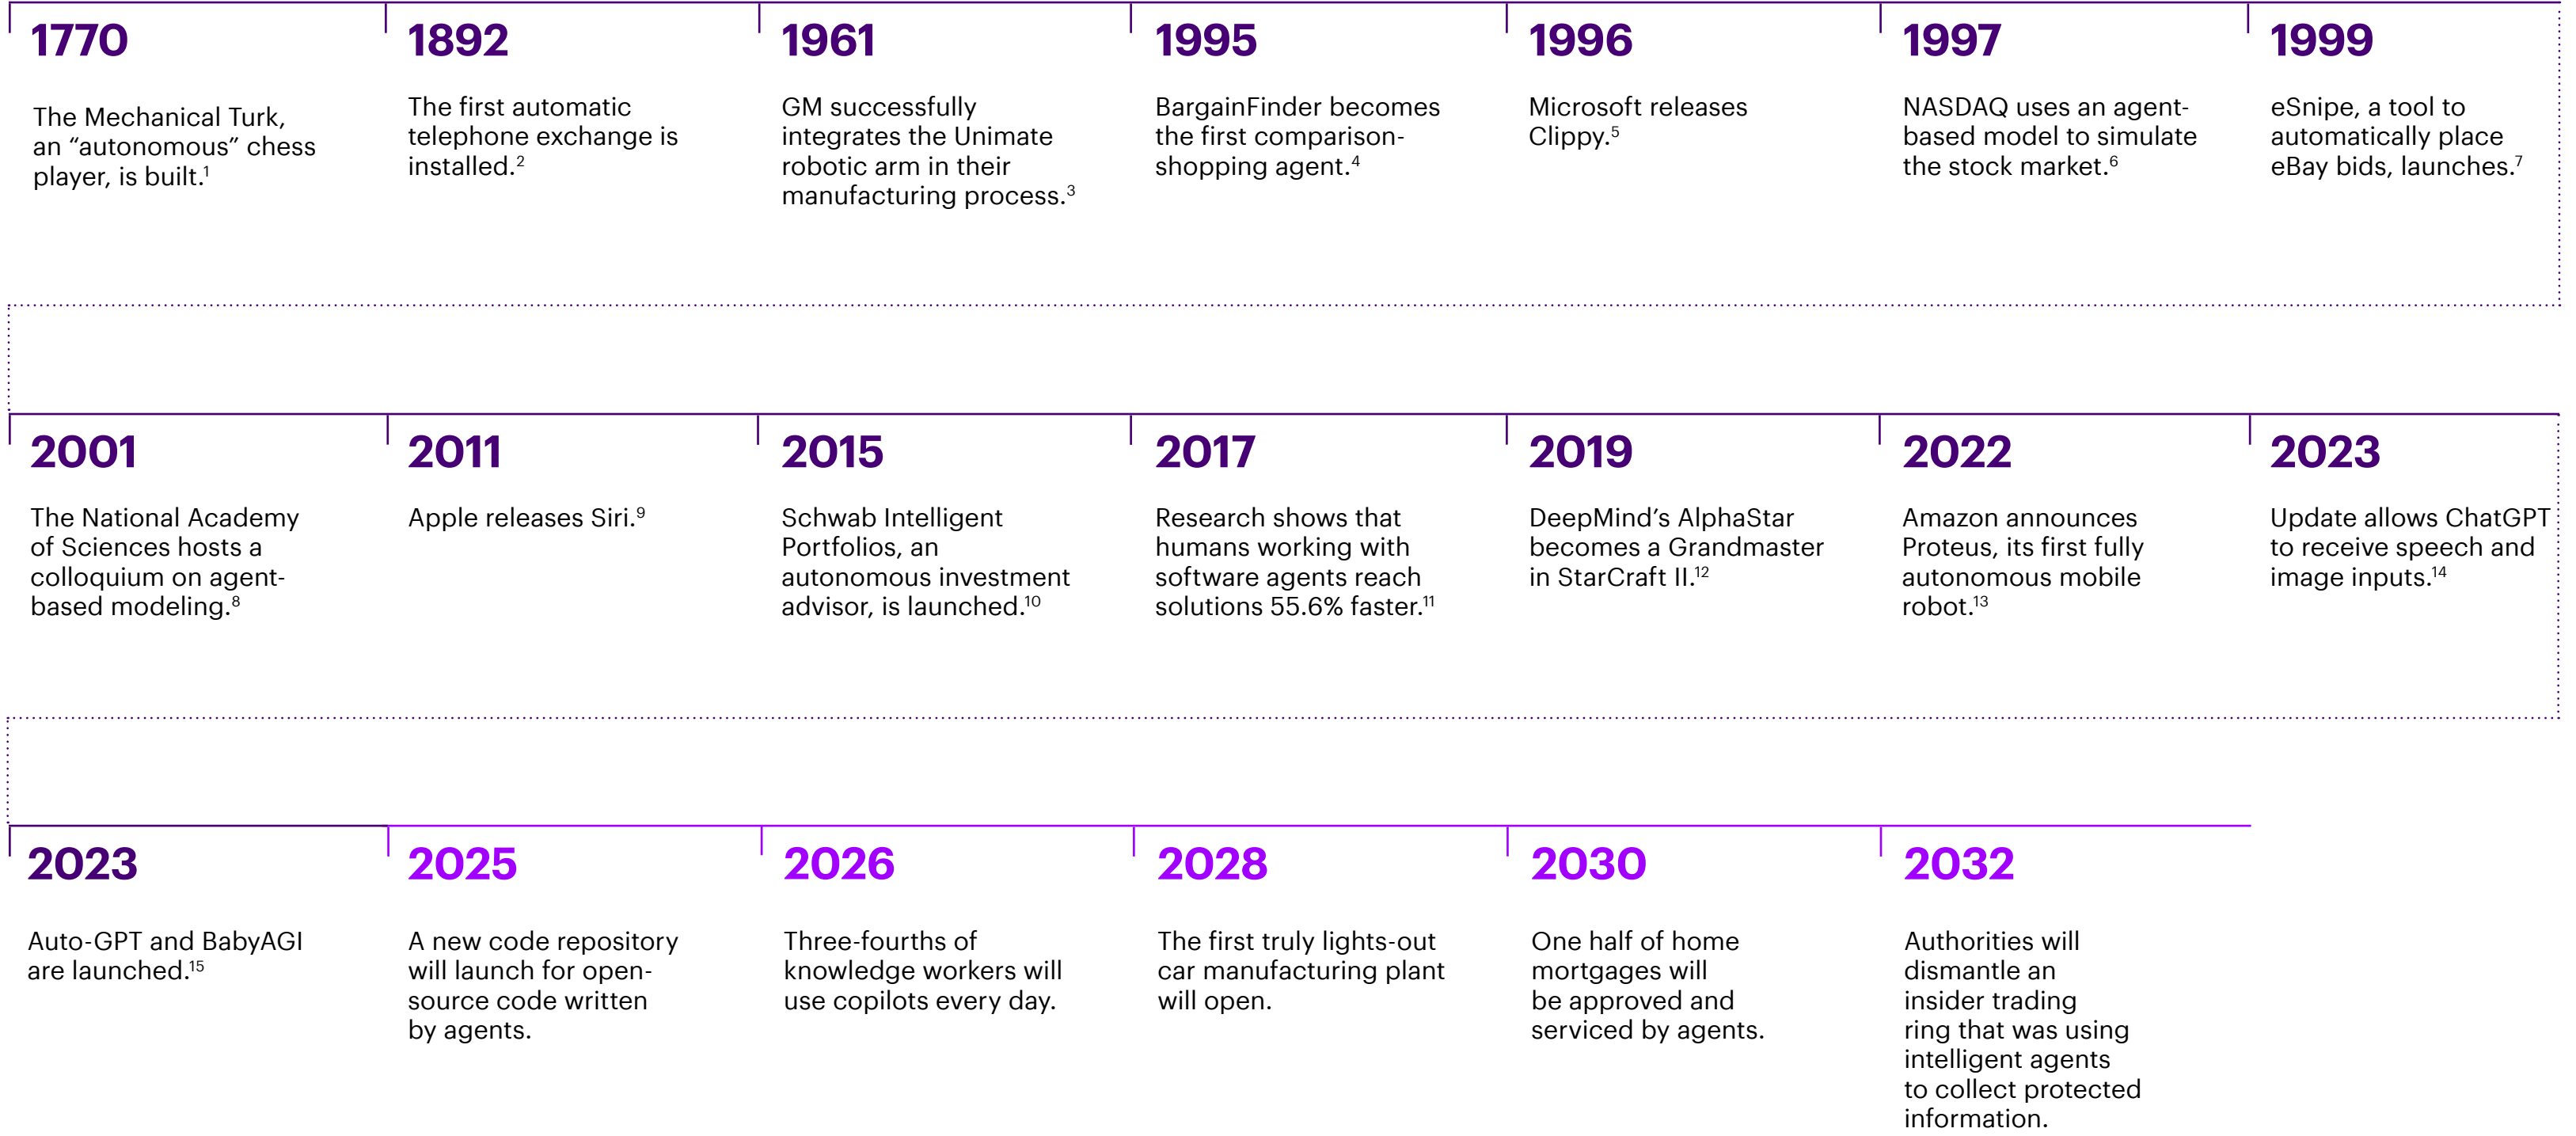 1770
The Mechanical Turk,
an “autonomous” chess
player, is built.¹
1892
The first automatic
telephone exchange is
installed.²
1961
GM successfully
integrates the Unimate
robotic arm in their
manufacturing process.³
1995
BargainFinder becomes
the first comparison-
shopping agent.⁴
1996
Microsoft releases
Clippy.⁵
1997
NASDAQ uses an agent-
based model to simulate
the stock market.⁶
1999
eSnipe, a tool to
automatically place
eBay bids, launches.⁷
2001
The National Academy
of Sciences hosts a
colloquium on agent-
based modeling.⁸
2011
Apple releases Siri.⁹
2015
Schwab Intelligent
Portfolios, an
autonomous investment
advisor, is launched.¹⁰
2017
Research shows that
humans working with
software agents reach
solutions 55.6% faster.¹¹
2019
DeepMind’s AlphaStar
becomes a Grandmaster
in StarCraft II.¹²
2022
Amazon announces
Proteus, its first fully
autonomous mobile
robot.¹³
2023
Update allows ChatGPT
to receive speech and
image inputs.¹⁴
2023
Auto-GPT and BabyAGI
are launched.¹⁵
2025
A new code repository
will launch for open-
source code written
by agents.
2026
Three-fourths of
knowledge workers will
use copilots every day.
2028
The first truly lights-out
car manufacturing plant
will open.
2030
One half of home
mortgages will
be approved and
serviced by agents.
2032
Authorities will
dismantle an
insider trading
ring that was using
intelligent agents
to collect protected
information.